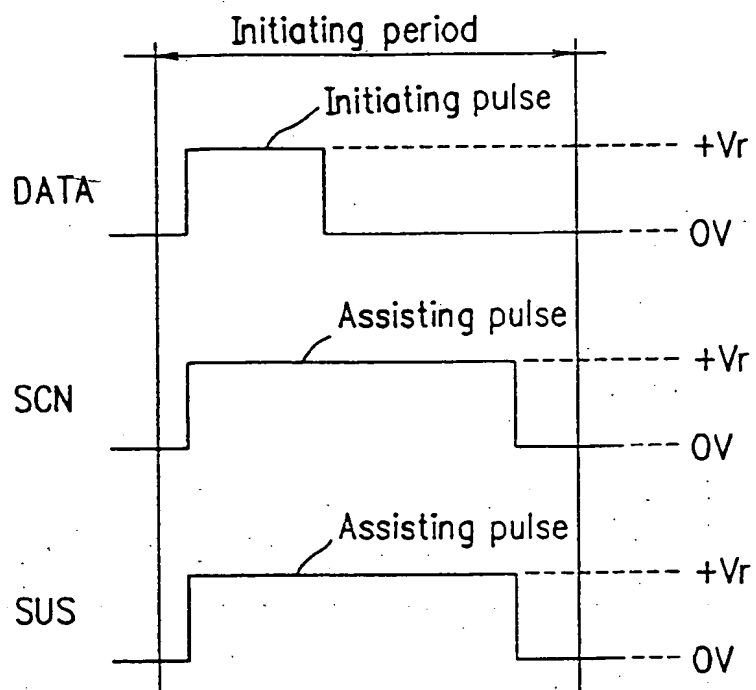 Initiating period
Initiating pulse
+Vr
DATA
0V
Assisting pulse
+Vr
SCN
0V
Assisting pulse
+Vr
SUS
0V